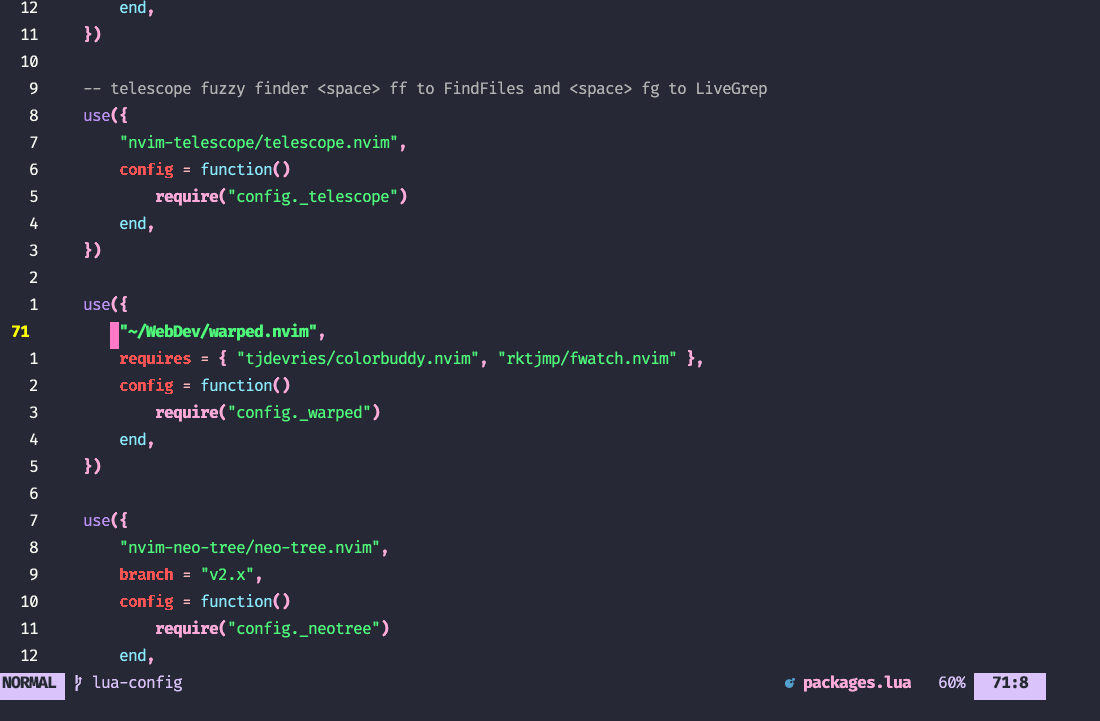 12 end,
11 })
10
9 -- telescope fuzzy finder <space> ff to FindFiles and <space> fg to LiveGrep
8 use({
7 "nvim-telescope/telescope.nvim",
6 config = function()
5 require("config._telescope")
4 end,
3 })
2
1 use({
71 "~/WebDev/warped.nvim",
1 requires = { "tjdevries/colorbuddy.nvim", "rktjmp/fwatch.nvim" },
2 config = function()
3 require("config._warped")
4 end,
5 })
6
7 use({
8 "nvim-neo-tree/neo-tree.nvim",
9 branch = "v2.x",
10 config = function()
11 require("config._neotree")
12 end,
NORMAL lua-config packages.lua 60% 71:8